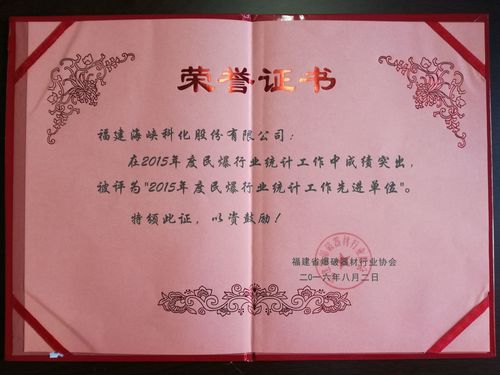 荣誉证书
福建海峡科化股份有限公司：
在2015年度民爆行业统计工作中成绩突出，
被评为"2015年度民爆行业统计工作先进单位"。
特颁此证，以资鼓励！
福建省爆破器材行业协会
二〇一六年八月二日